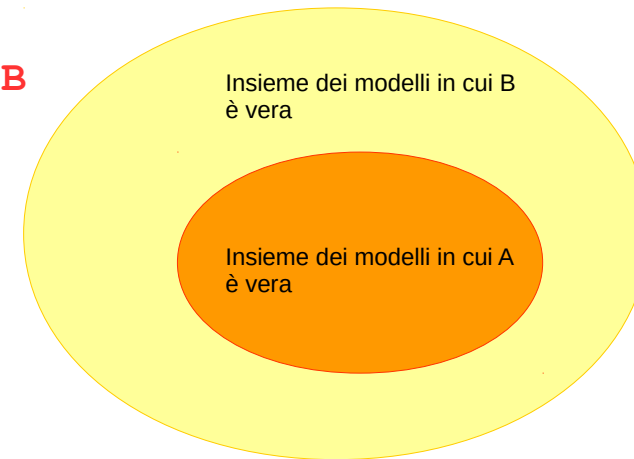 B
Insieme dei modelli in cui B
è vera
Insieme dei modelli in cui A
è vera